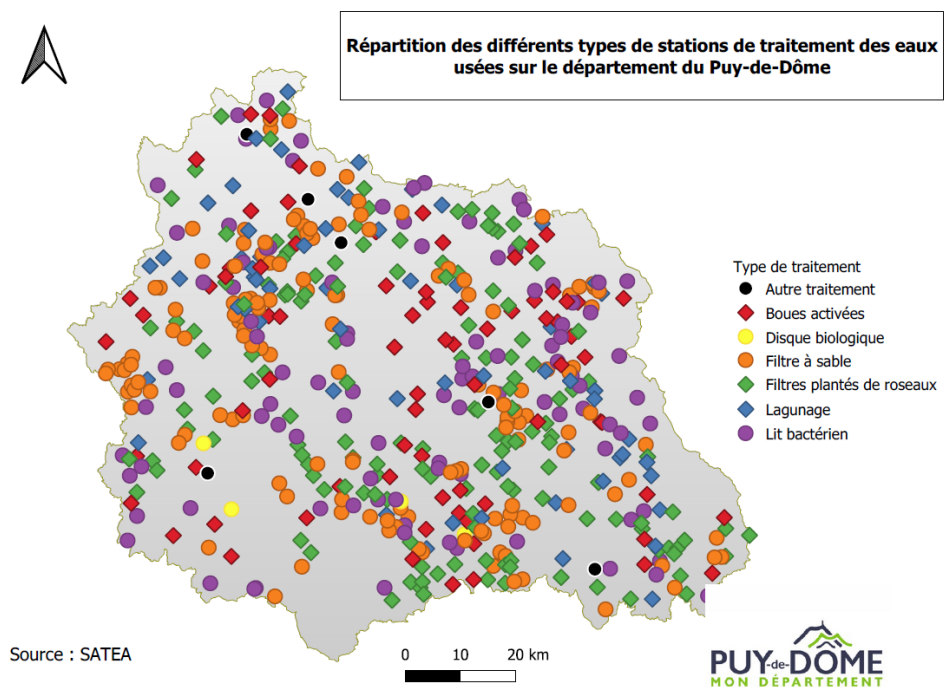 Répartition des différents types de stations de traitement des eaux
usées sur le département du Puy-de-Dôme
Type de traitement
Autre traitement
Boues activées
Disque biologique
Filtre à sable
Filtres plantés de roseaux
Lagunage
Lit bactérien
Source : SATEA
0 10 20 km
PUY-de-DÔME
MON DÉPARTEMENT